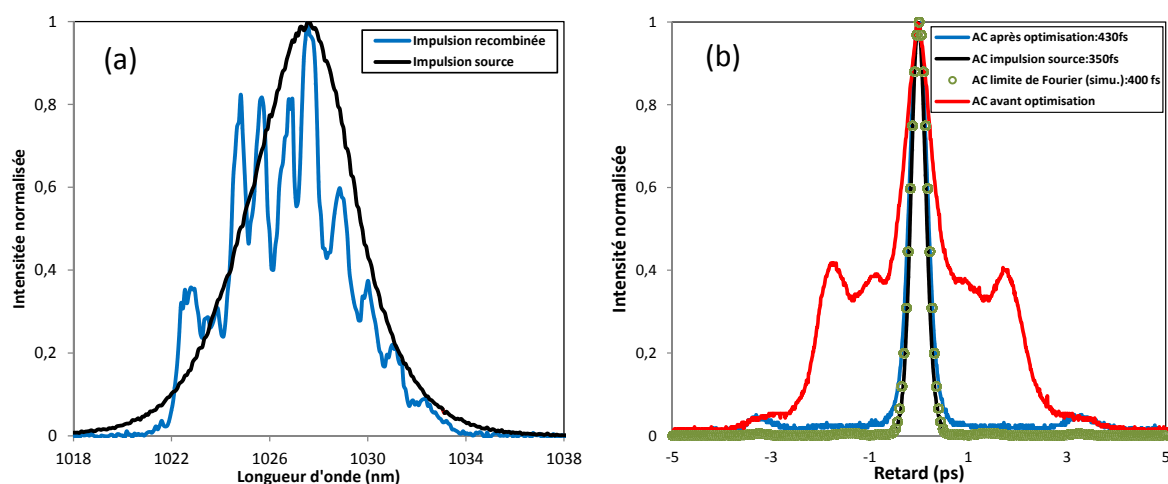 (a)
Impulsion recombinée
Impulsion source
Intensitée normalisée
1
0,8
0,6
0,4
0,2
0
1018
1022
1026
1030
1034
1038
Longueur d'onde (nm)
(b)
AC après optimisation:430fs
AC impulsion source:350fs
AC limite de Fourier (simu.):400 fs
AC avant optimisation
Intensité normalisée
1
0,8
0,6
0,4
0,2
0
-5
-3
-1
1
3
5
Retard (ps)